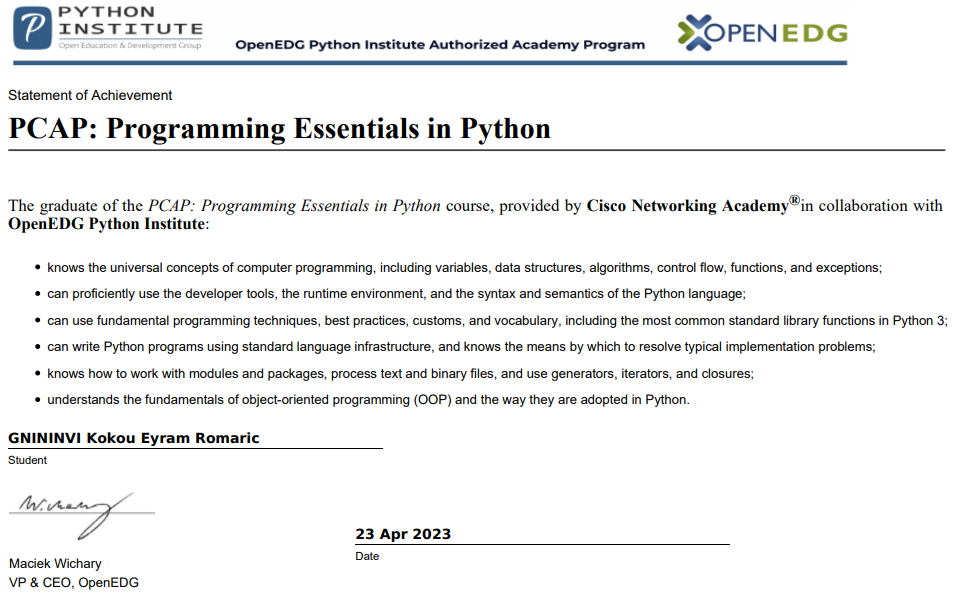 PYTHON
INSTITUTE
Open Education & Development Group
OpenEDG Python Institute Authorized Academy Program
OPENEDG
Statement of Achievement
PCAP: Programming Essentials in Python
The graduate of the PCAP: Programming Essentials in Python course, provided by Cisco Networking Academy® in collaboration with
OpenEDG Python Institute:
• knows the universal concepts of computer programming, including variables, data structures, algorithms, control flow, functions, and exceptions;
• can proficiently use the developer tools, the runtime environment, and the syntax and semantics of the Python language;
• can use fundamental programming techniques, best practices, customs, and vocabulary, including the most common standard library functions in Python 3;
• can write Python programs using standard language infrastructure, and knows the means by which to resolve typical implementation problems;
• knows how to work with modules and packages, process text and binary files, and use generators, iterators, and closures;
• understands the fundamentals of object-oriented programming (OOP) and the way they are adopted in Python.
GNININVI Kokou Eyram Romaric
Student
W.ichary
23 Apr 2023
Date
Maciek Wichary
VP & CEO, OpenEDG